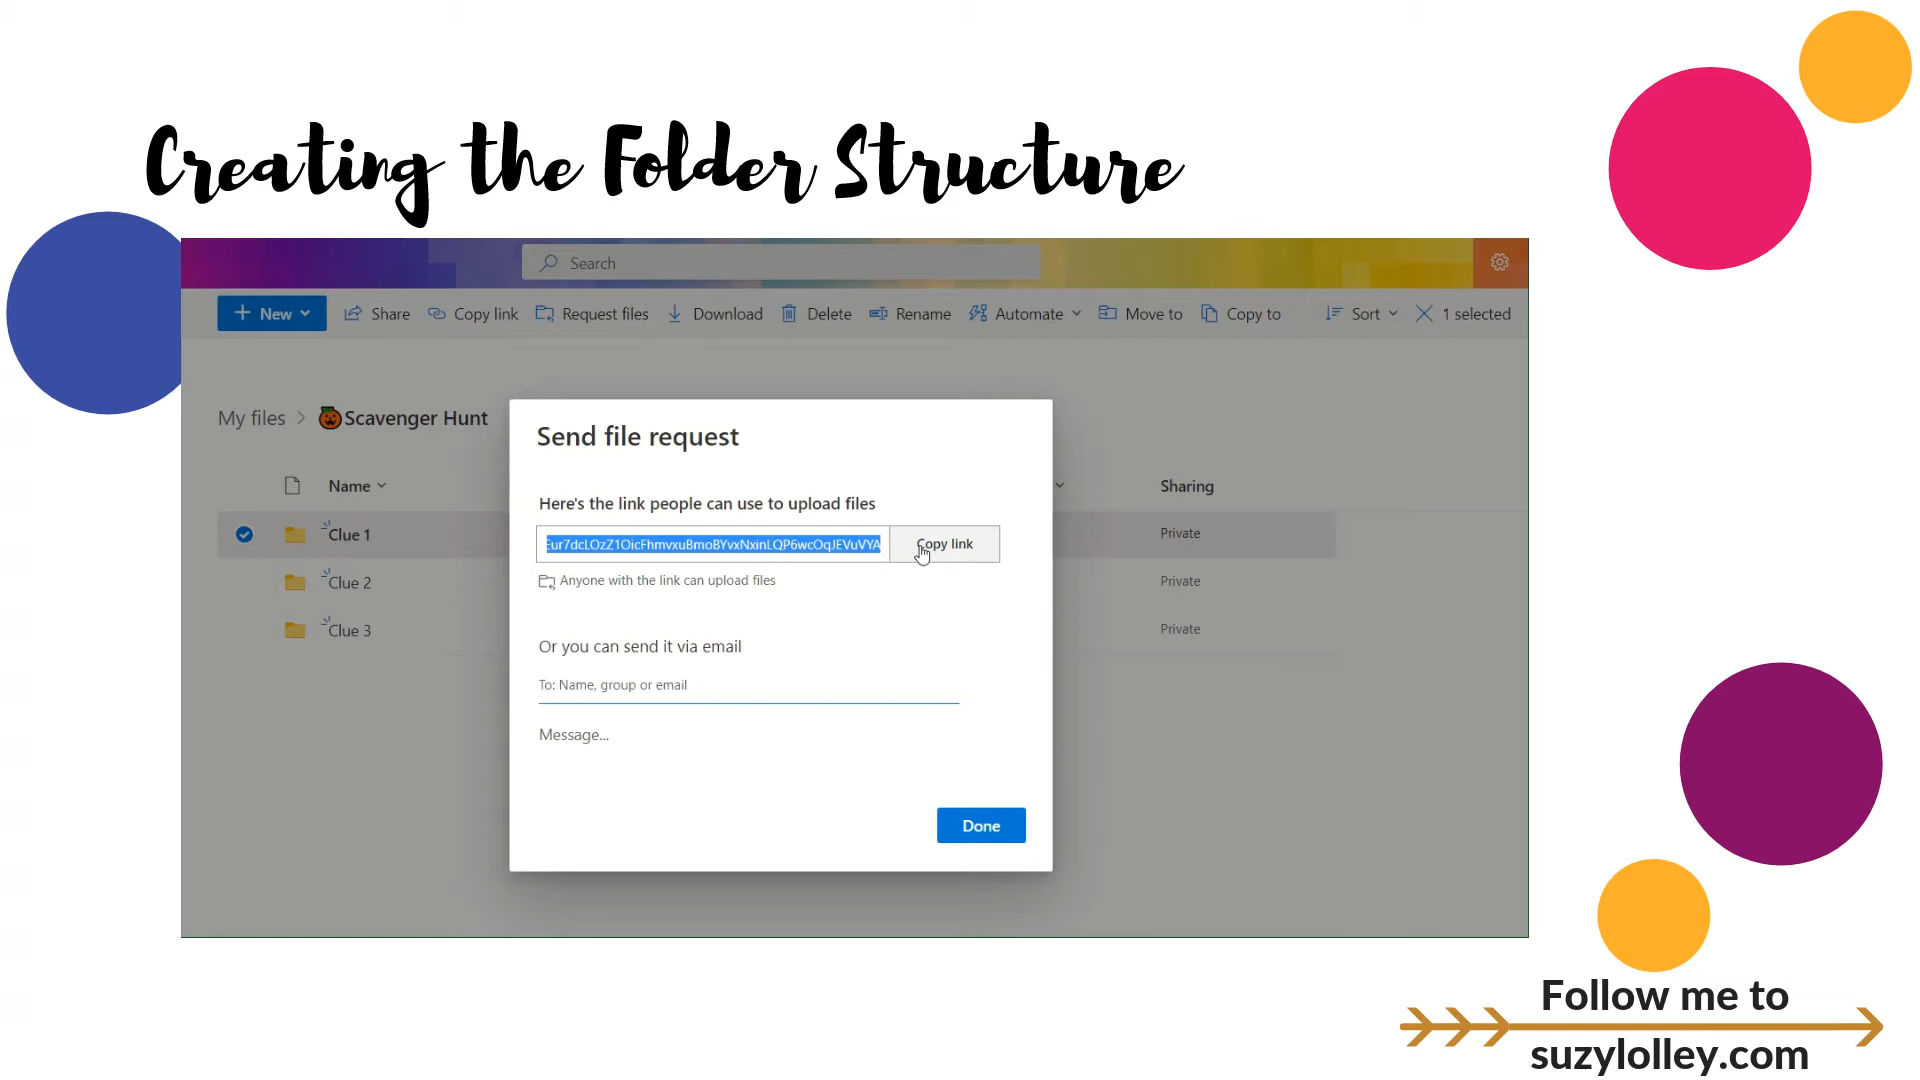 Creating the Folder Structure
Search
New
Share
Copy link
Request files
Download
Delete
Rename
Automate
Move to
Copy to
Sort
1 selected
My files > Scavenger Hunt
Name
Sharing
Clue 1
Private
Clue 2
Private
Clue 3
Private
Send file request
Here's the link people can use to upload files
Eur7dcLOzZ1OicFhmvxuBmoBYvxNxinLQP6wcOqJEVuVYA
Copy link
Anyone with the link can upload files
Or you can send it via email
To: Name, group or email
Message...
Done
Follow me to
suzylolley.com